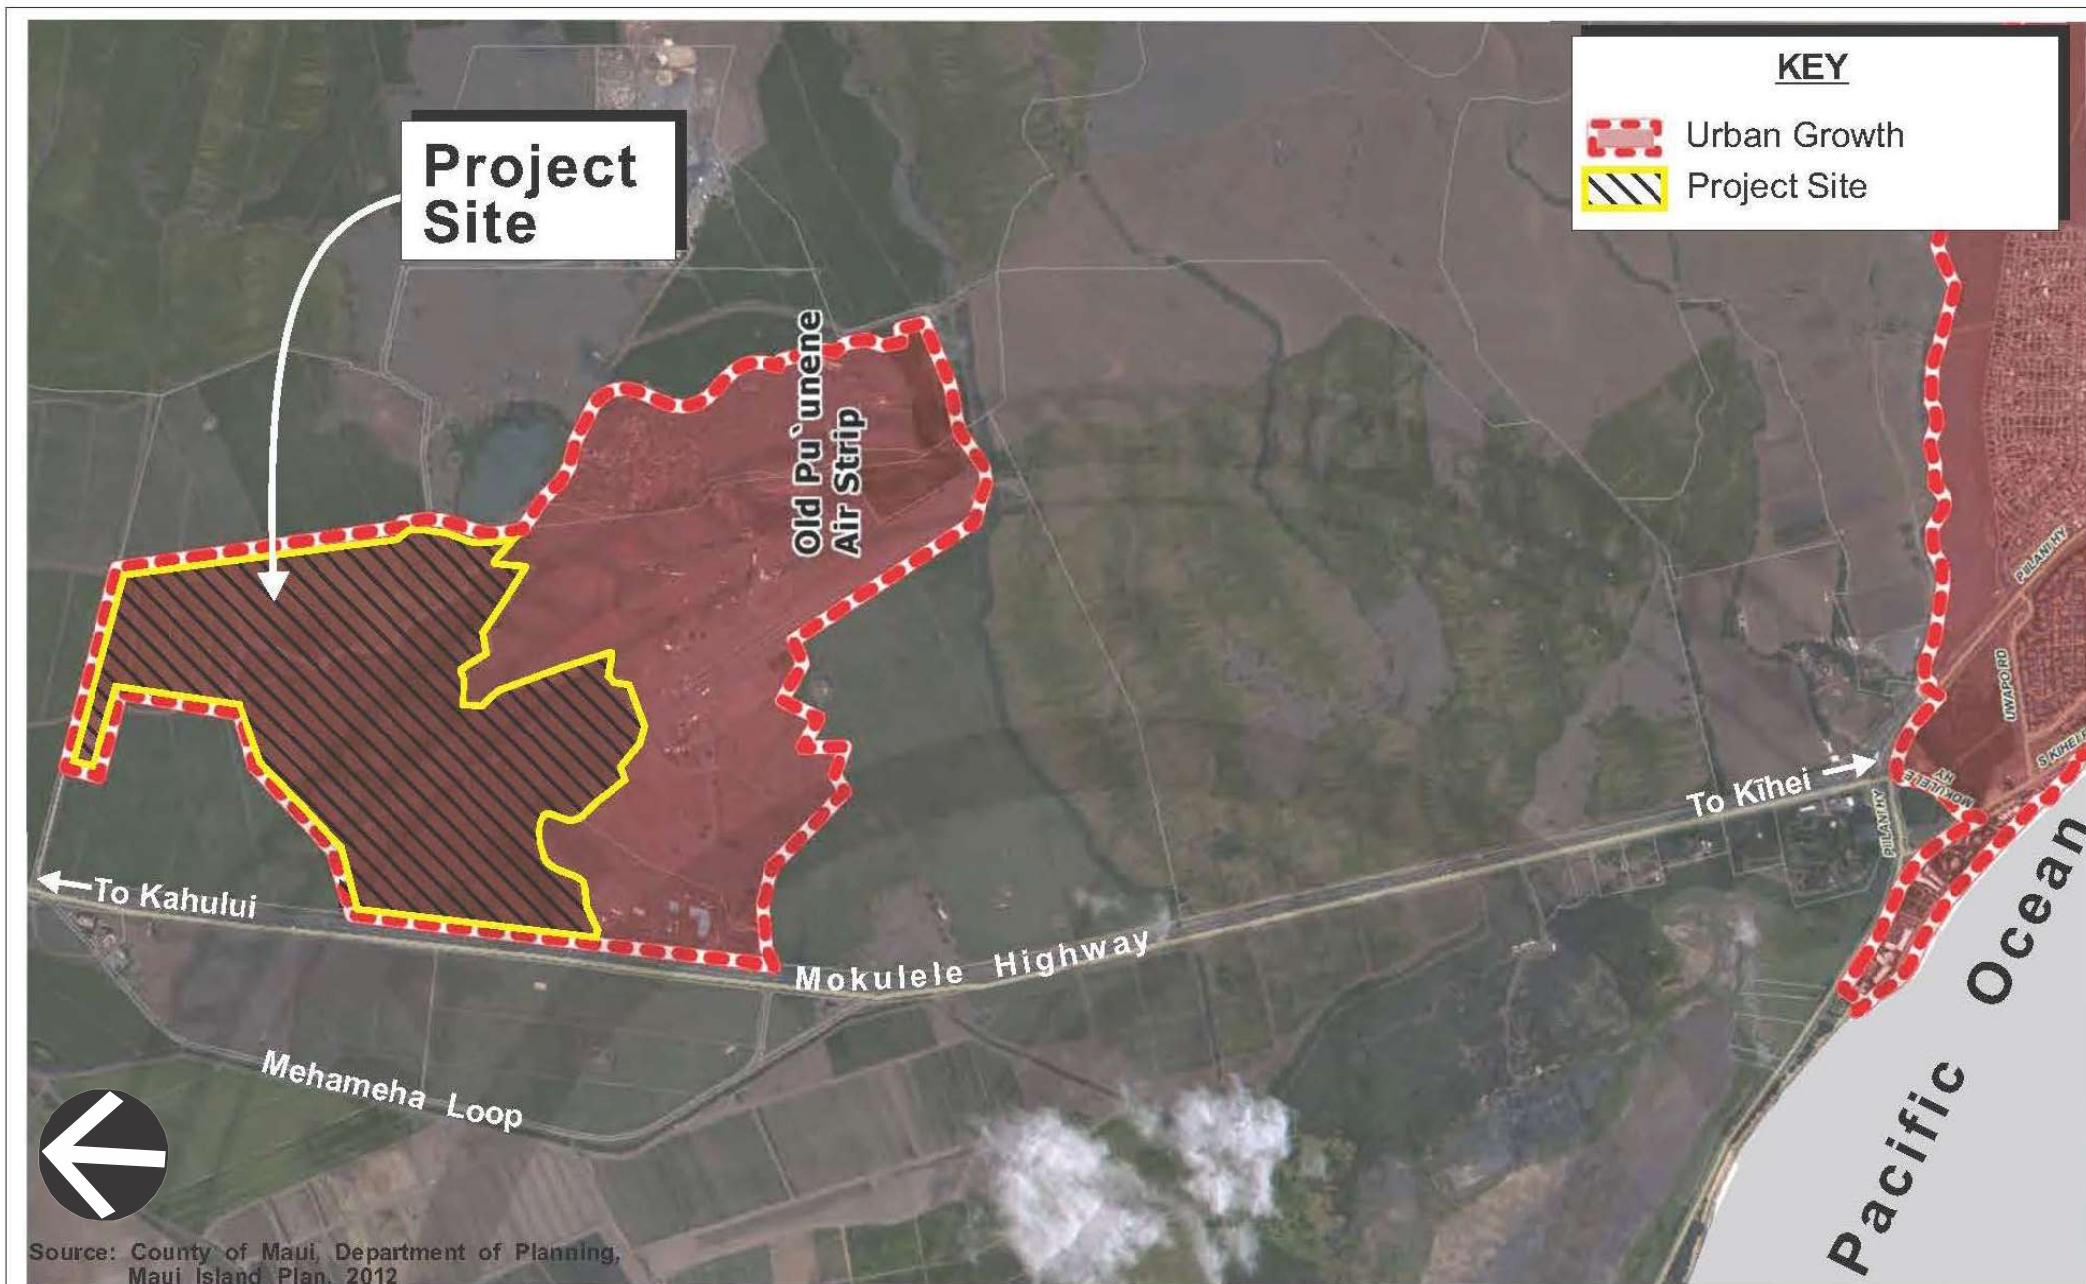 KEY
Urban Growth
Project Site
Project
Site
Old Pu`unene
Air Strip
PIILANI HY
UWAPO RD
S KIHEI
MOKULELE
HY
To Kīhei
PIILANI HY
To Kahului
Mokulele Highway
Mehameha Loop
Pacific Ocean
Source: County of Maui, Department of Planning,
Maui Island Plan, 2012